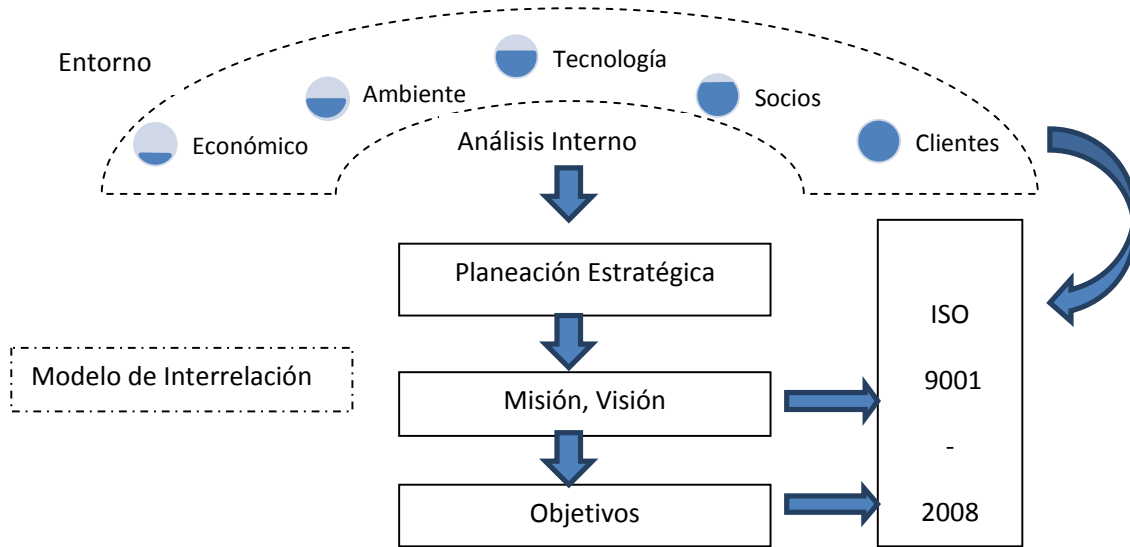 Entorno
Tecnología
Ambiente
Socios
Económico
Análisis Interno
Clientes
Planeación Estratégica
Modelo de Interrelación
Misión, Visión
Objetivos
ISO
9001
-
2008